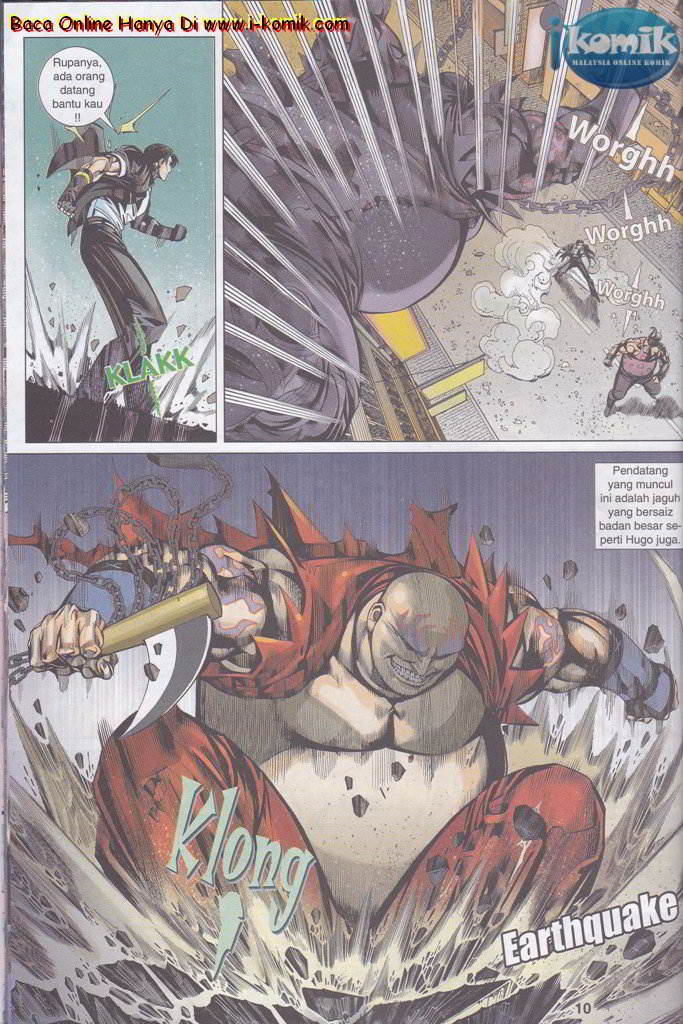 Baca Online Hanya Di www.i-komik.com
ikomik
MALAYSIA ONLINE KOMIK
Rupanya,
ada orang
datang
bantu kau
!!
KLAKK
Worghh
Worghh
Worghh
Pendatang
yang muncul
ini adalah jaguh
yang bersaiz
badan besar se-
perti Hugo juga.
Klong
Earthquake
10